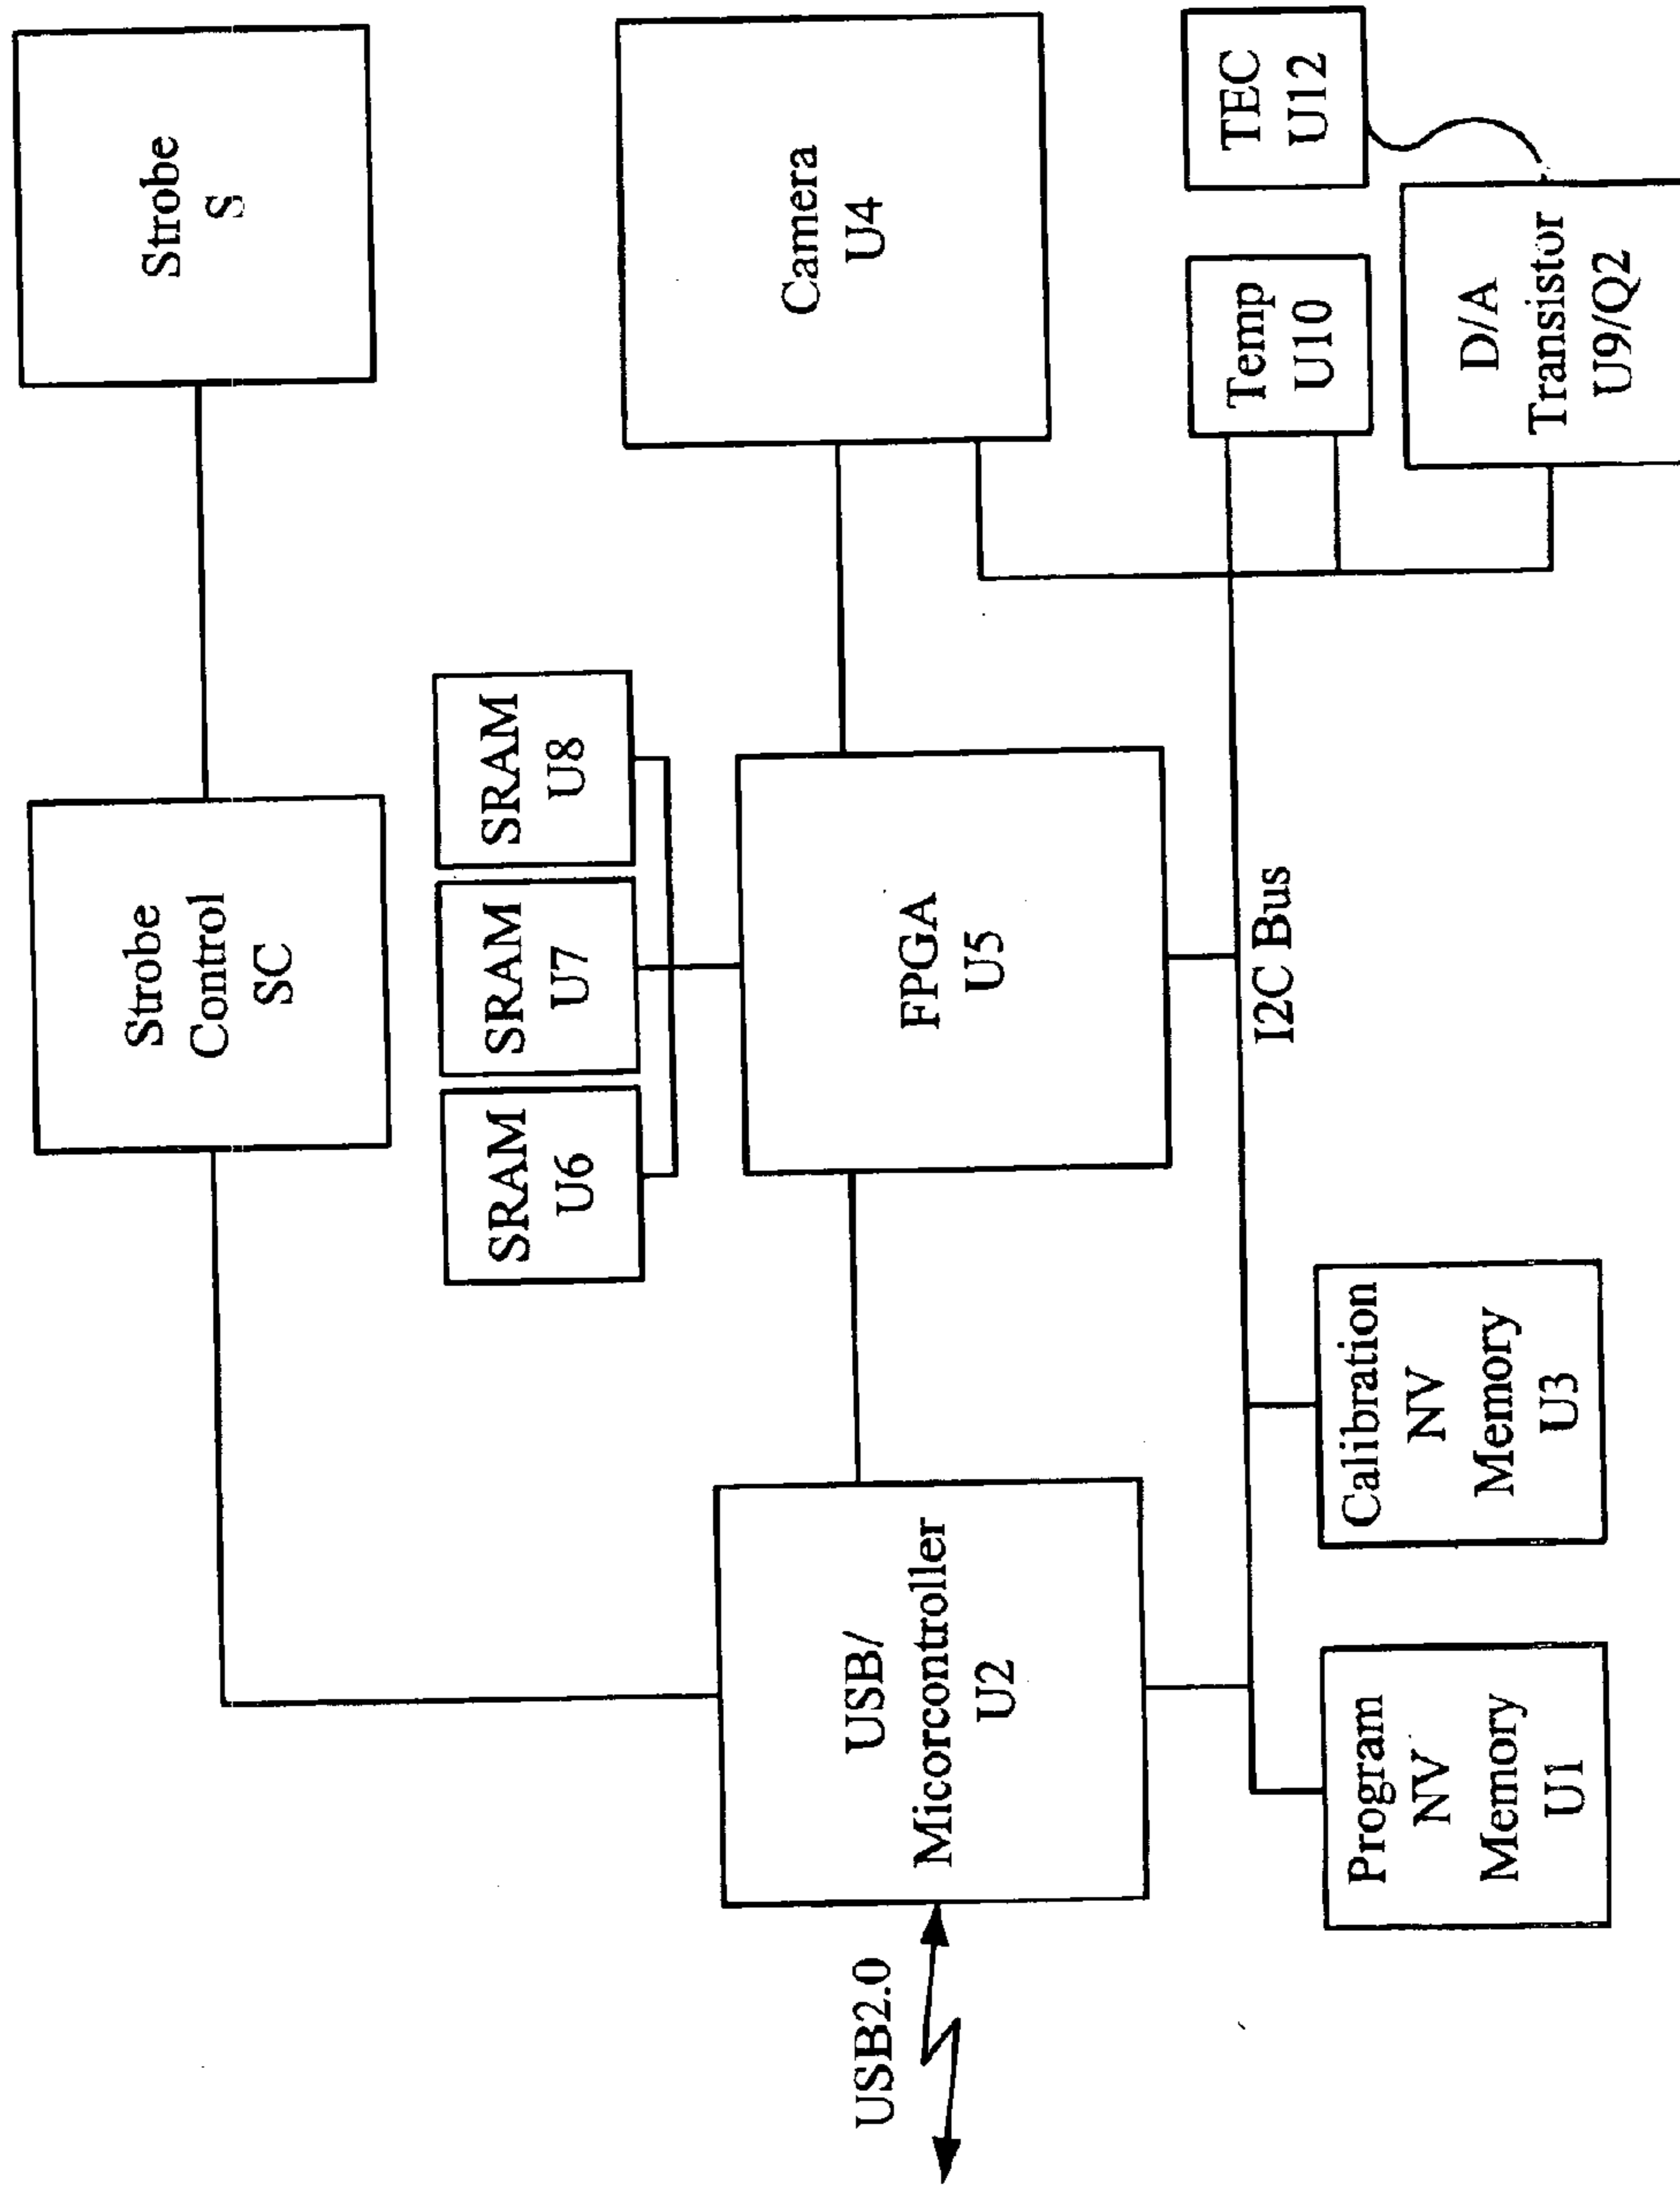 Strobe
S
Strobe
Control
SC
Camera
U4
SRAM
U6
SRAM
U7
SRAM
U8
FPGA
U5
USB/
Micorcontroller
U2
USB2.0
I2C Bus
TEC
U12
Temp
U10
D/A
Transistor
U9/Q2
Calibration
NV
Memory
U3
Program
NV
Memory
U1